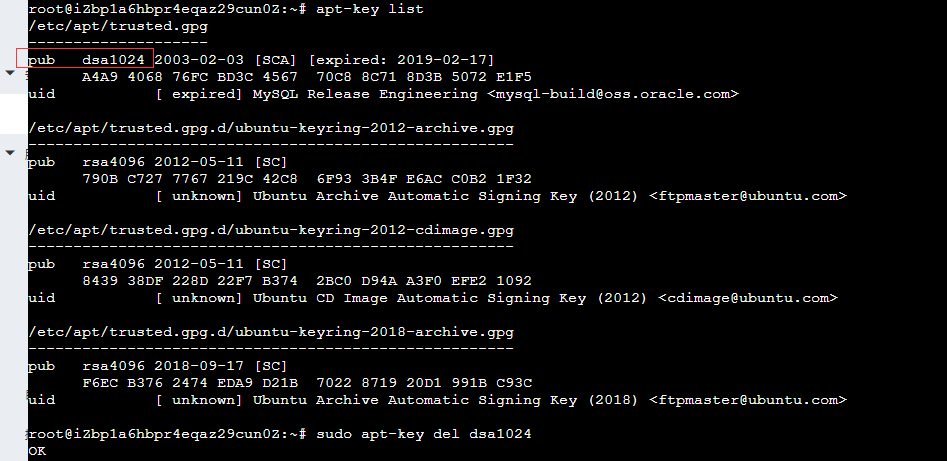 root@iZbp1a6hbpr4eqaz29cun0Z:~# apt-key list
/etc/apt/trusted.gpg
--------------------
pub   dsa1024 2003-02-03 [SCA] [expired: 2019-02-17]
      A4A9 4068 76FC BD3C 4567  70C8 8C71 8D3B 5072 E1F5
uid           [ expired] MySQL Release Engineering <mysql-build@oss.oracle.com>
/etc/apt/trusted.gpg.d/ubuntu-keyring-2012-archive.gpg
------------------------------------------------------
pub   rsa4096 2012-05-11 [SC]
      790B C727 7767 219C 42C8  6F93 3B4F E6AC C0B2 1F32
uid           [ unknown] Ubuntu Archive Automatic Signing Key (2012) <ftpmaster@ubuntu.com>
/etc/apt/trusted.gpg.d/ubuntu-keyring-2012-cdimage.gpg
------------------------------------------------------
pub   rsa4096 2012-05-11 [SC]
      8439 38DF 228D 22F7 B374  2BC0 D94A A3F0 EFE2 1092
uid           [ unknown] Ubuntu CD Image Automatic Signing Key (2012) <cdimage@ubuntu.com>
/etc/apt/trusted.gpg.d/ubuntu-keyring-2018-archive.gpg
------------------------------------------------------
pub   rsa4096 2018-09-17 [SC]
      F6EC B376 2474 EDA9 D21B  7022 8719 20D1 991B C93C
uid           [ unknown] Ubuntu Archive Automatic Signing Key (2018) <ftpmaster@ubuntu.com>
root@iZbp1a6hbpr4eqaz29cun0Z:~# sudo apt-key del dsa1024
OK